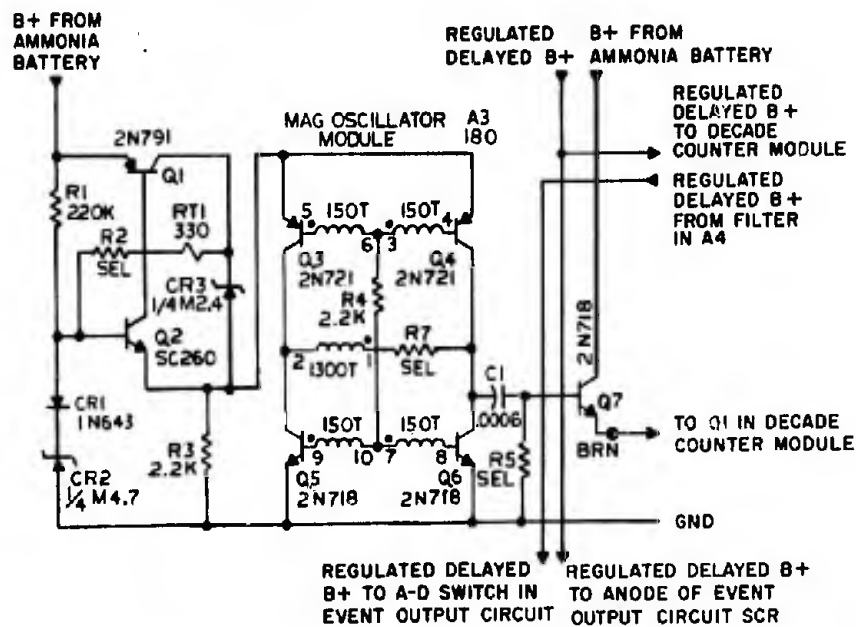 B+ FROM
AMMONIA
BATTERY
REGULATED
DELAYED B+
B+ FROM
AMMONIA BATTERY
REGULATED
DELAYED B+
TO DECADE
COUNTER MODULE
REGULATED
DELAYED B+
FROM FILTER
IN A4
MAG OSCILLATOR
MODULE
A3
180
2N791
Q1
R1
220K
R2
SEL
RT1
330
CR3
1/4M2.4
Q2
SC260
CR1
1N643
CR2
1/4 M4.7
R3
2.2K
5
150T
6
3
150T
4
Q3
2N721
Q4
2N721
R4
2.2K
2
1300T
1
R7
SEL
150T
150T
9
10
7
8
Q5
2N718
Q6
2N718
C1
.0006
R5
SEL
2N718
Q7
BRN
TO Q1 IN DECADE
COUNTER MODULE
GND
REGULATED DELAYED
B+ TO A-D SWITCH IN
EVENT OUTPUT CIRCUIT
REGULATED DELAYED B+
TO ANODE OF EVENT
OUTPUT CIRCUIT SCR